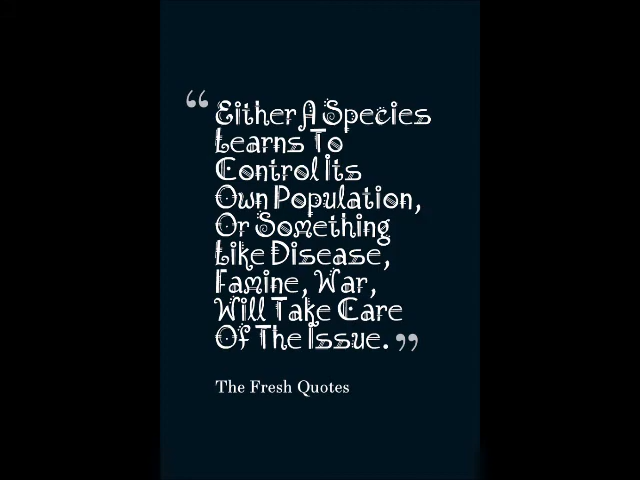 “ Either A Species
Learns To
Control Its
Own Population,
Or Something
Like Disease,
Famine, War,
Will Take Care
Of The Issue. ”
The Fresh Quotes